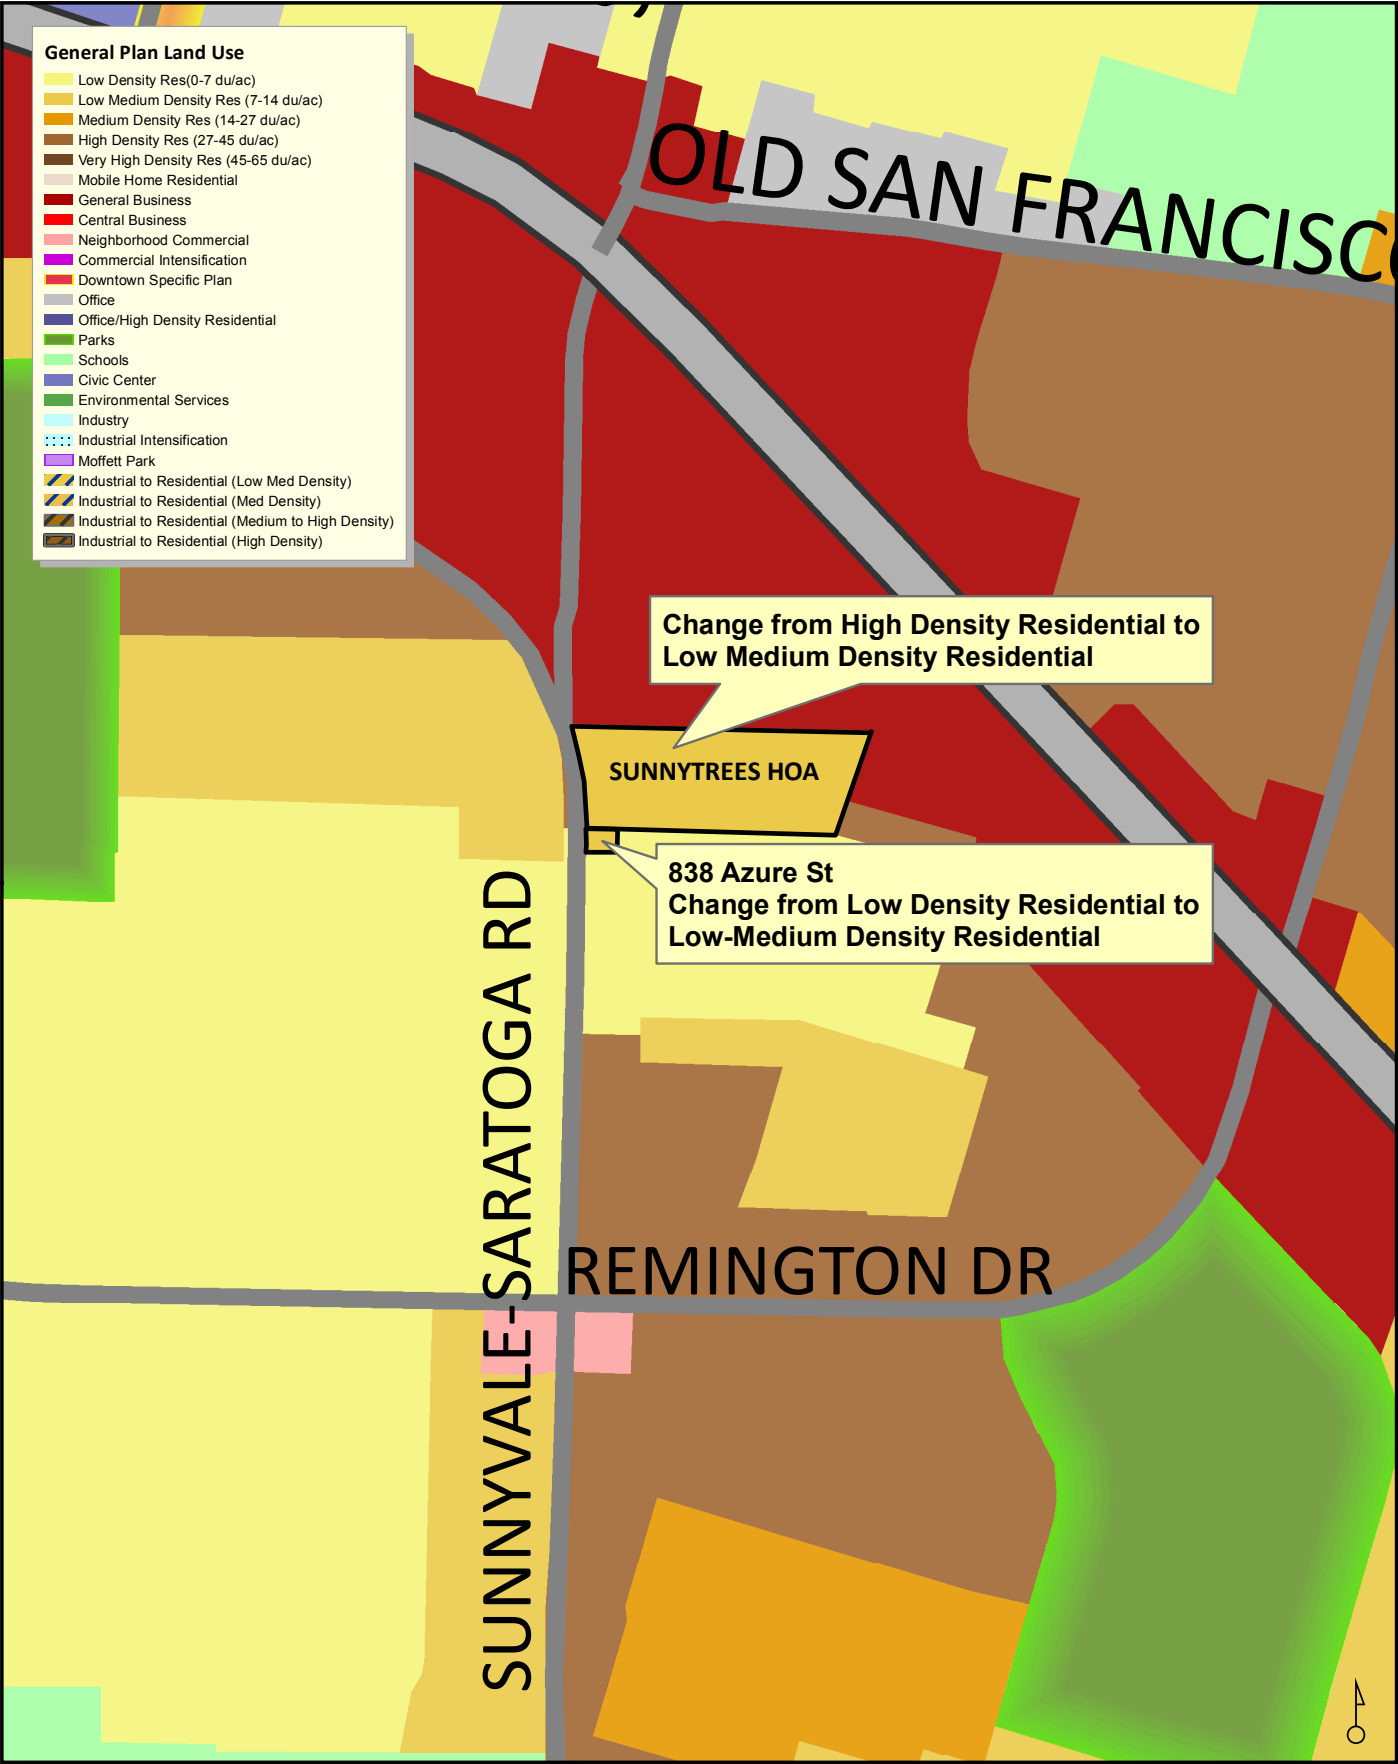 General Plan Land Use
Low Density Res(0-7 du/ac)
Low Medium Density Res (7-14 du/ac)
Medium Density Res (14-27 du/ac)
High Density Res (27-45 du/ac)
Very High Density Res (45-65 du/ac)
Mobile Home Residential
General Business
Central Business
Neighborhood Commercial
Commercial Intensification
Downtown Specific Plan
Office
Office/High Density Residential
Parks
Schools
Civic Center
Environmental Services
Industry
Industrial Intensification
Moffett Park
Industrial to Residential (Low Med Density)
Industrial to Residential (Med Density)
Industrial to Residential (Medium to High Density)
Industrial to Residential (High Density)
OLD SAN FRANCISC
Change from High Density Residential to
Low Medium Density Residential
SUNNYTREES HOA
838 Azure St
Change from Low Density Residential to
Low-Medium Density Residential
SUNNYVALE-SARATOGA RD
REMINGTON DR